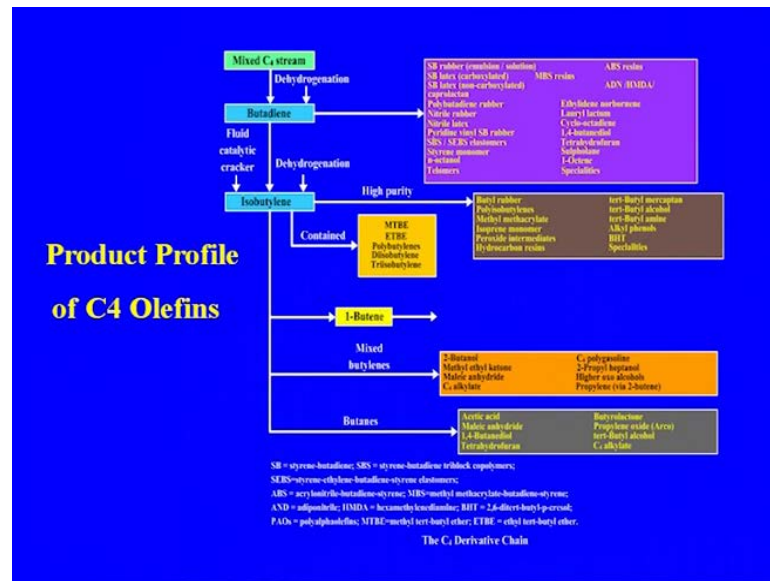 Mixed C4 stream
Dehydrogenation
Butadiene
SB rubber (emulsion / solution) ABS resins
SB latex (carboxylated) MBS resins
SB latex (non-carboxylated) ADN /HMDA/
caprolactan
Polybutadiene rubber Ethylidene norbornene
Nitrile rubber Lauryl lactum
Nitrile latex Cyclo-octadiene
Pyridine vinyl SB rubber 1,4-butanediol
SBS / SEBS elastomers Tetrahydrofuran
Styrene monomer Sulpholane
n-octanol 1-Octene
Telomers Specialities
Fluid
catalytic
cracker
Dehydrogenation
Isobutylene
High purity
Butyl rubber tert-Butyl mercaptan
Polyisobutylenes tert-Butyl alcohol
Methyl methacrylate tert-Butyl amine
Isoprene monomer Alkyl phenols
Peroxide intermediates BHT
Hydrocarbon resins Specialities
Contained
MTBE
ETBE
Polybutylenes
Diisobutylene
Triisobutylene
Product Profile
of C4 Olefins
1-Butene
Mixed
butylenes
2-Butanol C4 polygasoline
Methyl ethyl ketone 2-Propyl heptanol
Maleic anhydride Higher oxo alcohols
C4 alkylate Propylene (via 2-butene)
Butanes
Acetic acid Butyrolactone
Maleic anhydride Propylene oxide (Arco)
1,4-Butanediol tert-Butyl alcohol
Tetrahydrofuran C4 alkylate
SB = styrene-butadiene; SBS = styrene-butadiene triblock copolymers;
SEBS=styrene-ethylene-butadiene-styrene elastomers;
ABS = acrylonitrile-butadiene-styrene; MBS=methyl methacrylate-butadiene-styrene;
AND = adiponitrile; HMDA = hexamethylenediamine; BHT = 2,6-ditert-butyl-p-cresol;
PAOs = polyalphaolefins; MTBE=methyl tert-butyl ether; ETBE = ethyl tert-butyl ether.
The C4 Derivative Chain